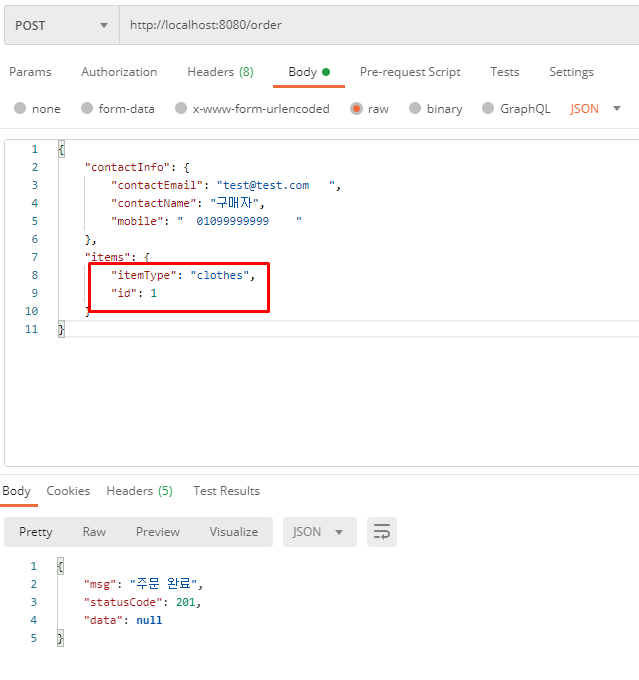 POST http://localhost:8080/order
Params Authorization Headers (8) Body Pre-request Script Tests Settings
none form-data x-www-form-urlencoded raw binary GraphQL JSON
1 {
2 "contactInfo": {
3 "contactEmail": "test@test.com   ",
4 "contactName": "구매자",
5 "mobile": "  01099999999    "
6 },
7 "items": {
8 "itemType": "clothes",
9 "id": 1
10 }
11 }
Body Cookies Headers (5) Test Results
Pretty Raw Preview Visualize JSON
1 {
2 "msg": "주문 완료",
3 "statusCode": 201,
4 "data": null
5 }